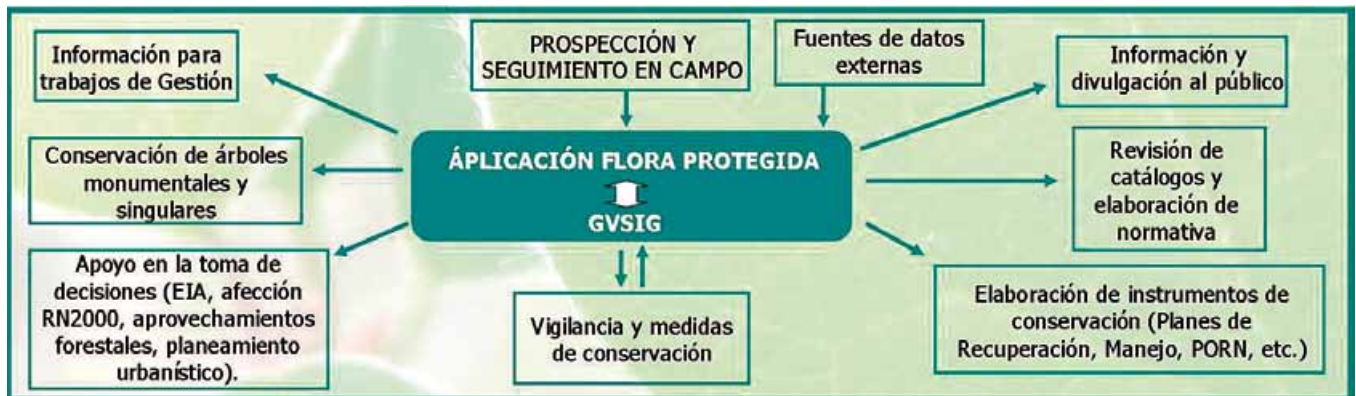 Información para
trabajos de Gestión
PROSPECCIÓN Y
SEGUIMIENTO EN CAMPO
Fuentes de datos
externas
Información y
divulgación al público
Conservación de árboles
monumentales y
singulares
ÁPLICACIÓN FLORA PROTEGIDA
GVSIG
Revisión de
catálogos y
elaboración de
normativa
Apoyo en la toma de
decisiones (EIA, afección
RN2000, aprovechamientos
forestales, planeamiento
urbanístico).
Vigilancia y medidas
de conservación
Elaboración de instrumentos de
conservación (Planes de
Recuperación, Manejo, PORN, etc.)